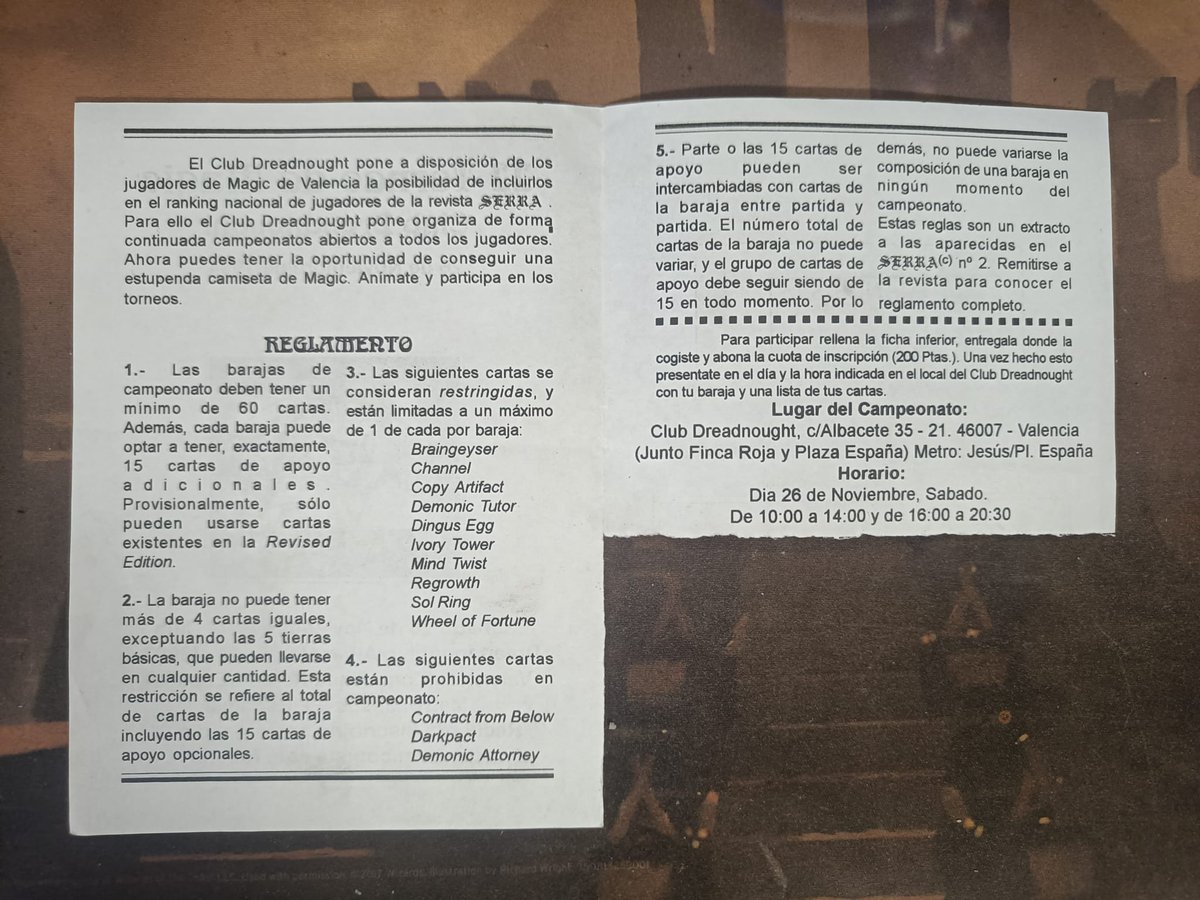 El Club Dreadnought pone a disposición de los
jugadores de Magic de Valencia la posibilidad de incluirlos
en el ranking nacional de jugadores de la revista SERRA .
Para ello el Club Dreadnought pone organiza de forma
continuada campeonatos abiertos a todos los jugadores.
Ahora puedes tener la oportunidad de conseguir una
estupenda camiseta de Magic. Anímate y participa en los
torneos.
REGLAMENTO
1.- Las barajas de
campeonato deben tener un
mínimo de 60 cartas.
Además, cada baraja puede
optar a tener, exactamente,
15 cartas de apoyo
adicionales.
Provisionalmente, sólo
pueden usarse cartas
existentes en la Revised
Edition.
2.- La baraja no puede tener
más de 4 cartas iguales,
exceptuando las 5 tierras
básicas, que pueden llevarse
en cualquier cantidad. Esta
restricción se refiere al total
de cartas de la baraja
incluyendo las 15 cartas de
apoyo opcionales.
3.- Las siguientes cartas se
consideran restringidas, y
están limitadas a un máximo
de 1 de cada por baraja:
Braingeyser
Channel
Copy Artifact
Demonic Tutor
Dingus Egg
Ivory Tower
Mind Twist
Regrowth
Sol Ring
Wheel of Fortune
4.- Las siguientes cartas
están prohibidas en
campeonato:
Contract from Below
Darkpact
Demonic Attorney
5.- Parte o las 15 cartas de
apoyo pueden ser
intercambiadas con cartas de
la baraja entre partida y
partida. El número total de
cartas de la baraja no puede
variar, y el grupo de cartas de
apoyo debe seguir siendo de
15 en todo momento. Por lo
demás, no puede variarse la
composición de una baraja en
ningún momento del
campeonato.
Estas reglas son un extracto
a las aparecidas en el
SERRA(c) nº 2. Remitirse a
la revista para conocer el
reglamento completo.
Para participar rellena la ficha inferior, entregala donde la
cogiste y abona la cuota de inscripción (200 Ptas.). Una vez hecho esto
presentate en el día y la hora indicada en el local del Club Dreadnought
con tu baraja y una lista de tus cartas.
Lugar del Campeonato:
Club Dreadnought, c/Albacete 35 - 21. 46007 - Valencia
(Junto Finca Roja y Plaza España) Metro: Jesús/Pl. España
Horario:
Dia 26 de Noviembre, Sabado.
De 10:00 a 14:00 y de 16:00 a 20:30
used with permission. ©2007 Wizards. Illustration by Richard Wright.